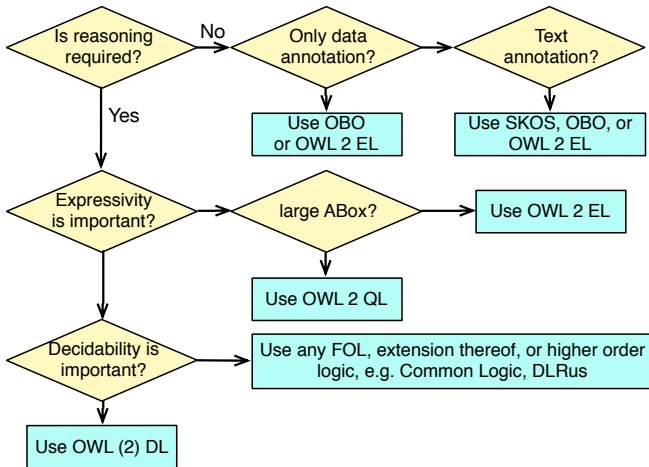 Is reasoning
required?
No
Only data
annotation?
Text
annotation?
Yes
Use OBO
or OWL 2 EL
Use SKOS, OBO, or
OWL 2 EL
Expressivity
is important?
large ABox?
Use OWL 2 EL
Use OWL 2 QL
Decidability is
important?
Use any FOL, extension thereof, or higher order
logic, e.g. Common Logic, DLRus
Use OWL (2) DL